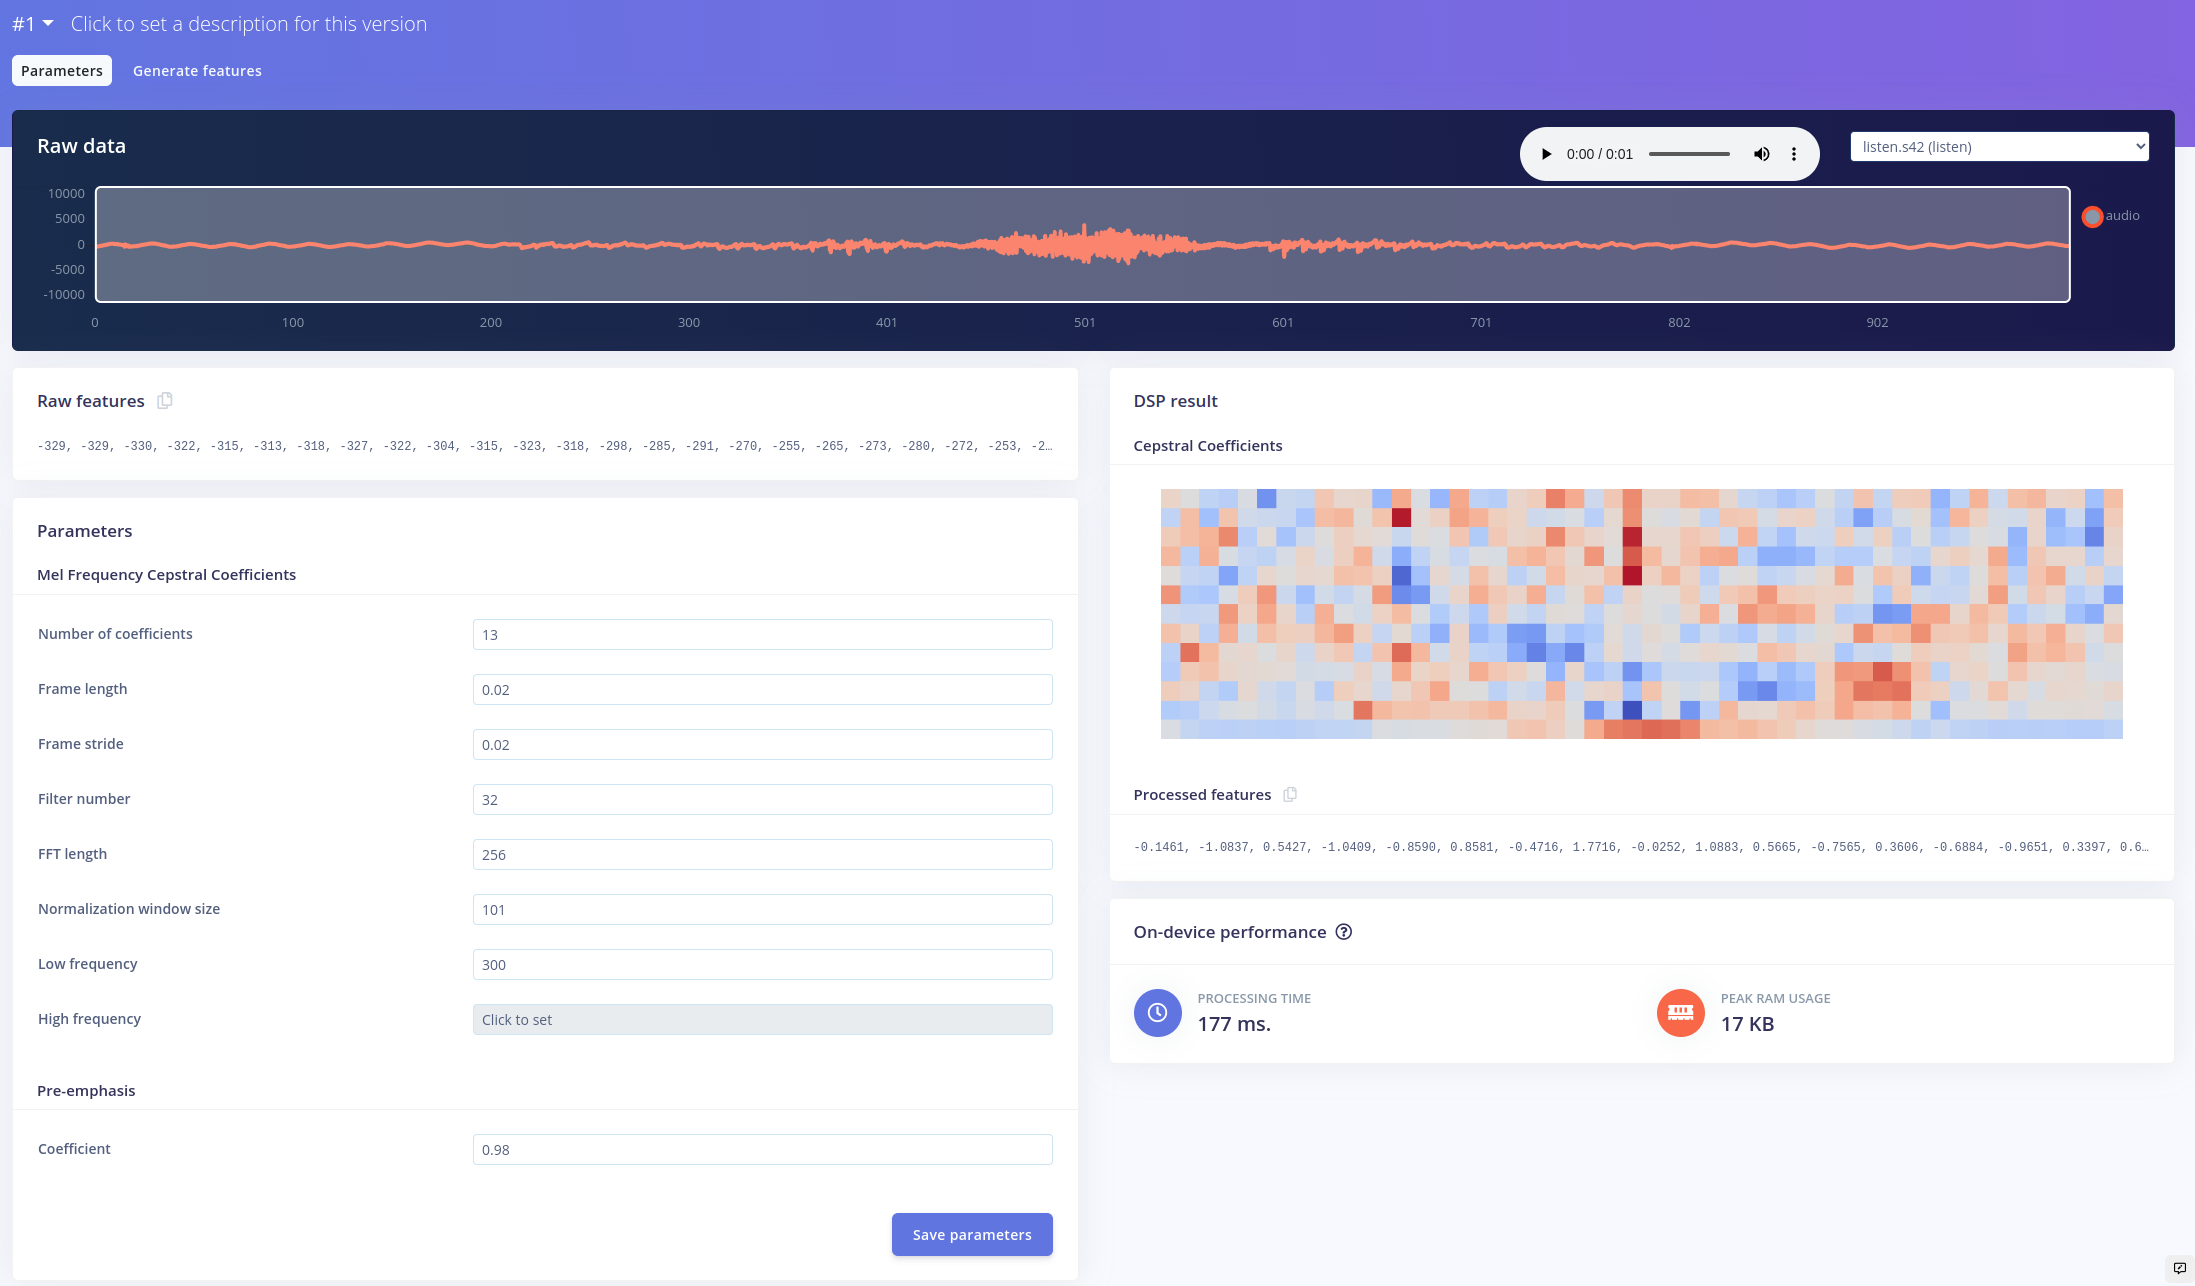 #1 Click to set a description for this version
Parameters Generate features
Raw data
0:00 / 0:01
listen.s42 (listen)
10000
5000
0
-5000
-10000
audio
0 100 200 300 401 501 601 701 802 902
Raw features
-329, -329, -330, -322, -315, -313, -318, -327, -322, -304, -315, -323, -318, -298, -285, -291, -270, -255, -265, -273, -280, -272, -253, -2…
Parameters
Mel Frequency Cepstral Coefficients
Number of coefficients 13
Frame length 0.02
Frame stride 0.02
Filter number 32
FFT length 256
Normalization window size 101
Low frequency 300
High frequency Click to set
Pre-emphasis
Coefficient 0.98
Save parameters
DSP result
Cepstral Coefficients
Processed features
-0.1461, -1.0837, 0.5427, -1.0409, -0.8590, 0.8581, -0.4716, 1.7716, -0.0252, 1.0883, 0.5665, -0.7565, 0.3606, -0.6884, -0.9651, 0.3397, 0.6…
On-device performance
PROCESSING TIME
177 ms.
PEAK RAM USAGE
17 KB